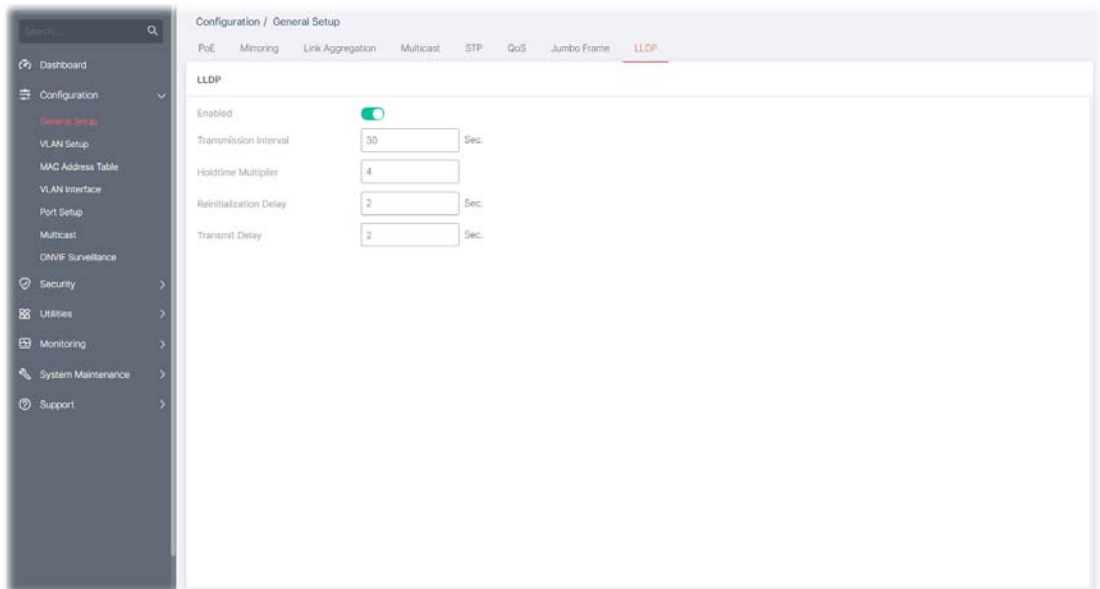 Search...
Dashboard
Configuration
General Setup
VLAN Setup
MAC Address Table
VLAN Interface
Port Setup
Multicast
ONVIF Surveillance
Security
Utilities
Monitoring
System Maintenance
Support
Configuration / General Setup
PoE Mirroring Link Aggregation Multicast STP QoS Jumbo Frame LLDP
LLDP
Enabled
Transmission Interval 30 Sec.
Holdtime Multiplier 4
Reinitialization Delay 2 Sec.
Transmit Delay 2 Sec.